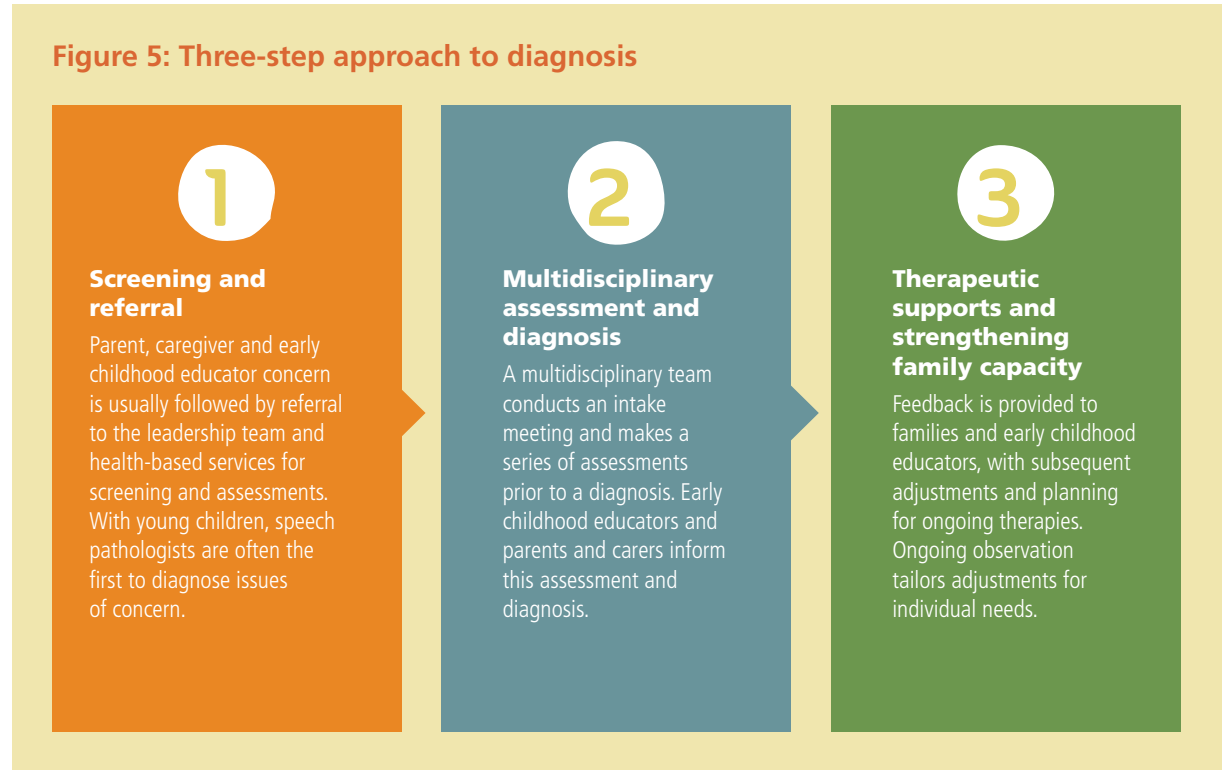 Figure 5: Three-step approach to diagnosis
1
Screening and
referral
Parent, caregiver and early
childhood educator concern
is usually followed by referral
to the leadership team and
health-based services for
screening and assessments.
With young children, speech
pathologists are often the
first to diagnose issues
of concern.
2
Multidisciplinary
assessment and
diagnosis
A multidisciplinary team
conducts an intake
meeting and makes a
series of assessments
prior to a diagnosis. Early
childhood educators and
parents and carers inform
this assessment and
diagnosis.
3
Therapeutic
supports and
strengthening
family capacity
Feedback is provided to
families and early childhood
educators, with subsequent
adjustments and planning
for ongoing therapies.
Ongoing observation
tailors adjustments for
individual needs.